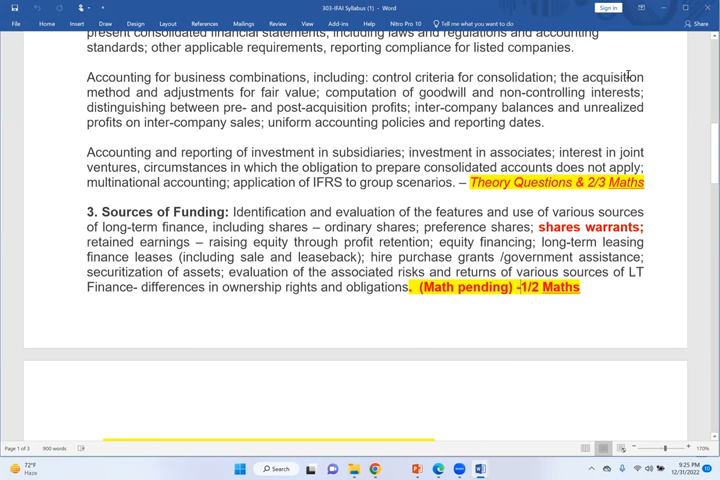 303-IFAI Syllabus (1) - Word
Sign in
File Home Insert Draw Design Layout References Mailings Review View Add-ins Help Nitro Pro 10 Tell me what you want to do Share
present consolidated financial statements, including laws and regulations and accounting
standards; other applicable requirements, reporting compliance for listed companies.
Accounting for business combinations, including: control criteria for consolidation; the acquisition
method and adjustments for fair value; computation of goodwill and non-controlling interests;
distinguishing between pre- and post-acquisition profits; inter-company balances and unrealized
profits on inter-company sales; uniform accounting policies and reporting dates.
Accounting and reporting of investment in subsidiaries; investment in associates; interest in joint
ventures, circumstances in which the obligation to prepare consolidated accounts does not apply;
multinational accounting; application of IFRS to group scenarios. – Theory Questions & 2/3 Maths
3. Sources of Funding: Identification and evaluation of the features and use of various sources
of long-term finance, including shares – ordinary shares; preference shares; shares warrants;
retained earnings – raising equity through profit retention; equity financing; long-term leasing
finance leases (including sale and leaseback); hire purchase grants /government assistance;
securitization of assets; evaluation of the associated risks and returns of various sources of LT
Finance- differences in ownership rights and obligations. (Math pending) -1/2 Maths
Page 1 of 3 900 words 170%
72°F
Haze
Search
9:25 PM
12/31/2022